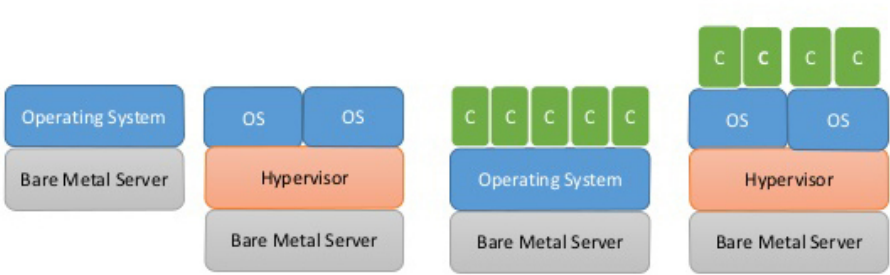 Operating System
Bare Metal Server
OS OS
Hypervisor
Bare Metal Server
C C C C C
Operating System
Bare Metal Server
C C C C
OS OS
Hypervisor
Bare Metal Server